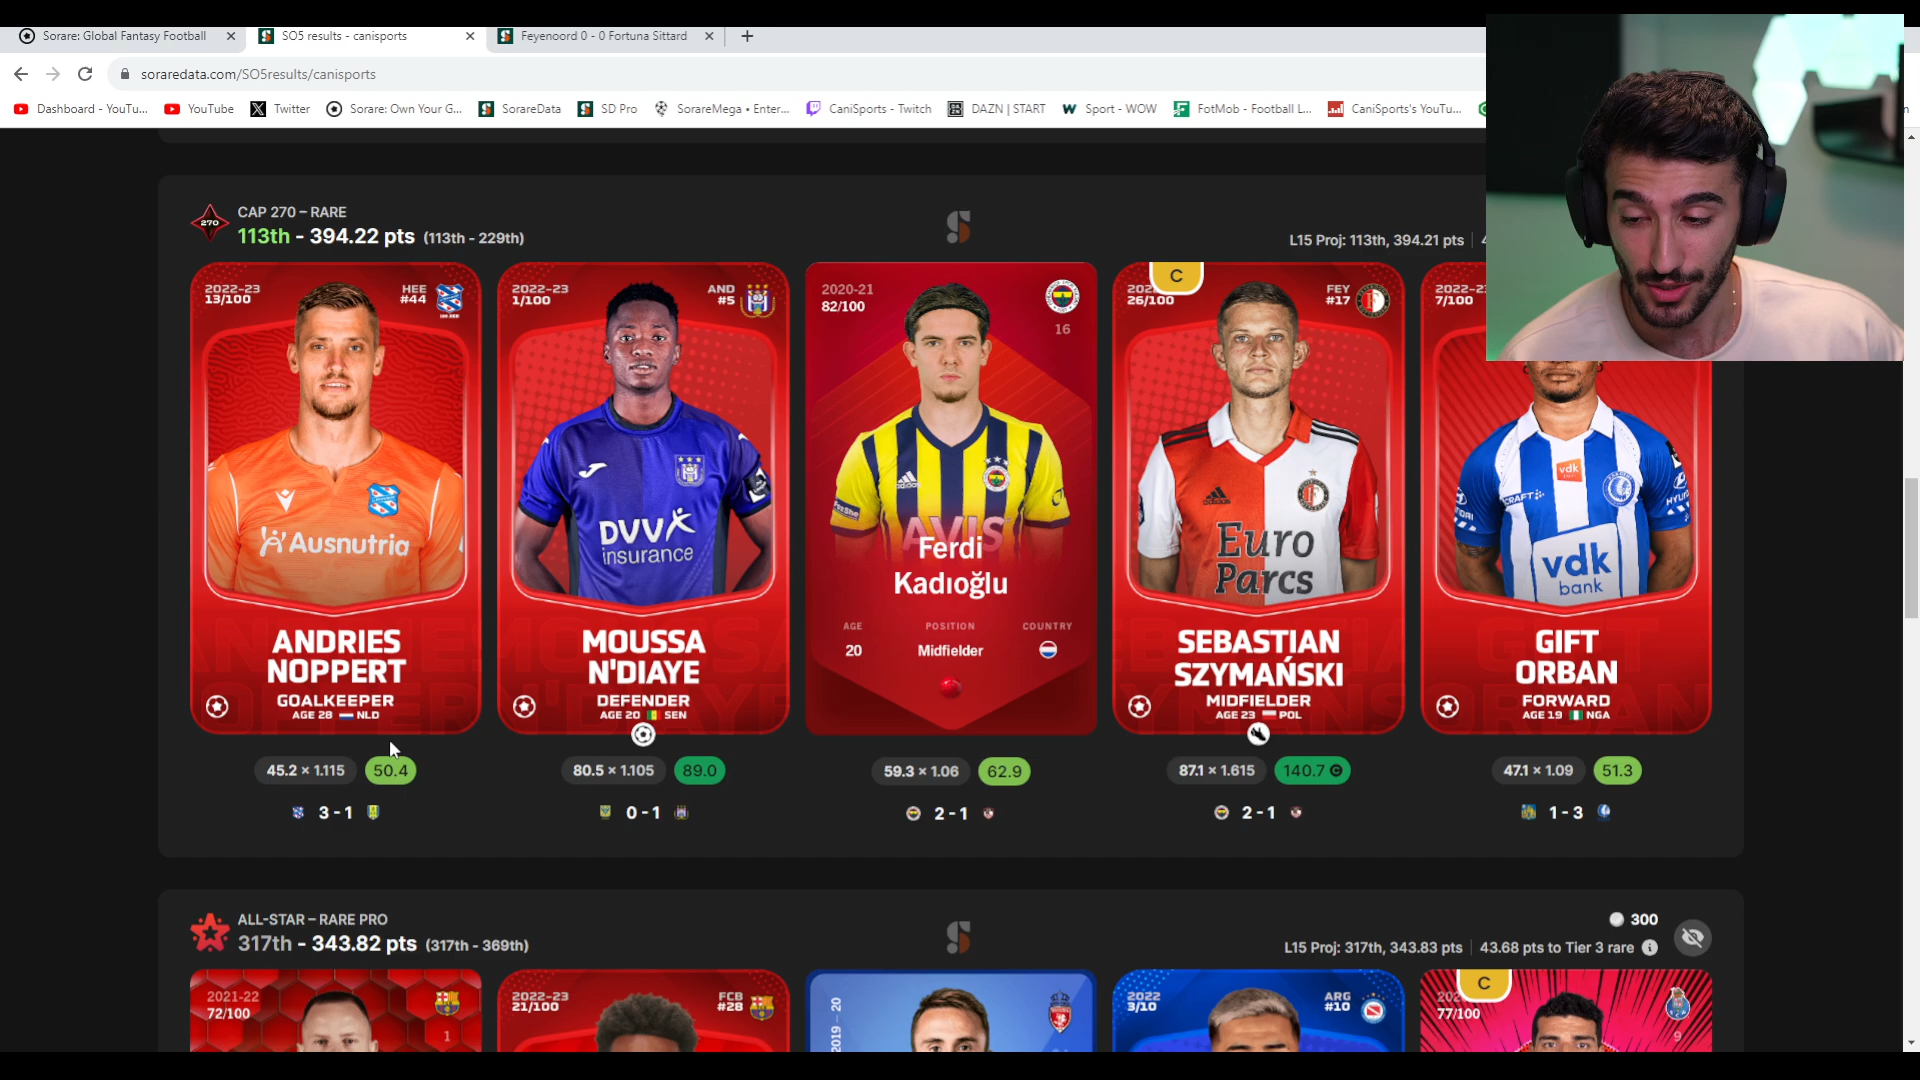 Sorare: Global Fantasy Football
SO5 results - canisports
Feyenoord 0 - 0 Fortuna Sittard
soraredata.com/SO5results/canisports
Dashboard - YouTu...
YouTube
Twitter
Sorare: Own Your G...
SorareData
SD Pro
SorareMega • Enter...
CaniSports - Twitch
DAZN | START
Sport - WOW
FotMob - Football L...
CaniSports's YouTu...
270
CAP 270 – RARE
113th - 394.22 pts (113th - 229th)
L15 Proj: 113th, 394.21 pts
2022-23
13/100
HEE
#44
Ausnutria
ANDRIES
NOPPERT
GOALKEEPER
AGE 28 NLD
45.2 × 1.115 50.4
3 - 1
2022-23
1/100
AND
#5
DVV
insurance
MOUSSA
N'DIAYE
DEFENDER
AGE 20 SEN
80.5 × 1.105 89.0
0 - 1
2020-21
82/100
16
AVIS
Ferdi
Kadıoğlu
AGE POSITION COUNTRY
20 Midfielder
59.3 × 1.06 62.9
2 - 1
C
26/100
FEY
#17
Euro
Parcs
SEBASTIAN
SZYMAŃSKI
MIDFIELDER
AGE 23 POL
87.1 × 1.615 140.7 C
2 - 1
7/100
CRAFT
vdk
HYUNDAI
vdk
bank
GIFT
ORBAN
FORWARD
AGE 19 NGA
47.1 × 1.09 51.3
1 - 3
ALL-STAR – RARE PRO
317th - 343.82 pts (317th - 369th)
300
L15 Proj: 317th, 343.83 pts
43.68 pts to Tier 3 rare
2021-22
72/100
1
2022-23
21/100
FCB
#28
2019 – 20
2022
3/10
ARG
#10
C
77/100
9